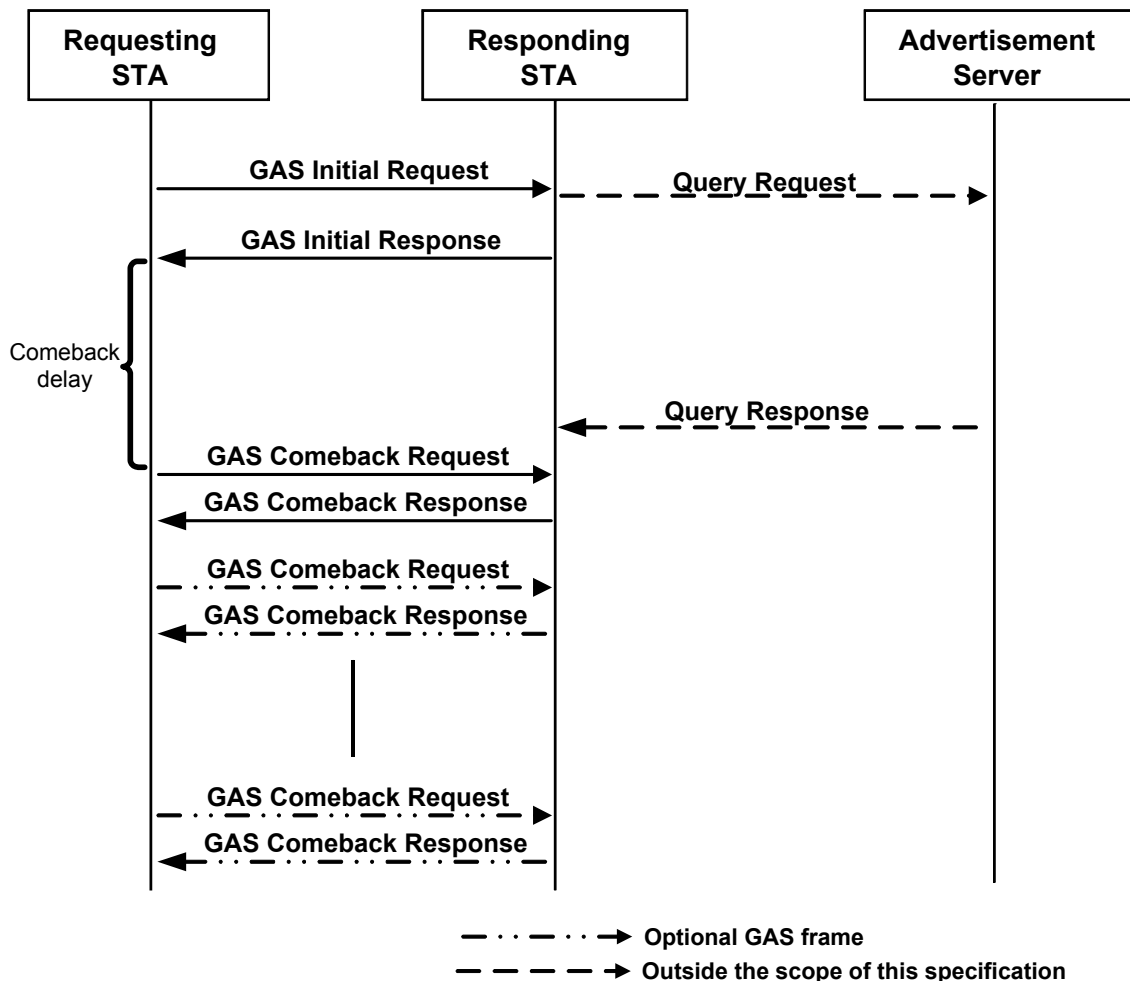 Requesting
STA
Responding
STA
Advertisement
Server
GAS Initial Request
Query Request
GAS Initial Response
Comeback
delay
Query Response
GAS Comeback Request
GAS Comeback Response
GAS Comeback Request
GAS Comeback Response
GAS Comeback Request
GAS Comeback Response
Optional GAS frame
Outside the scope of this specification